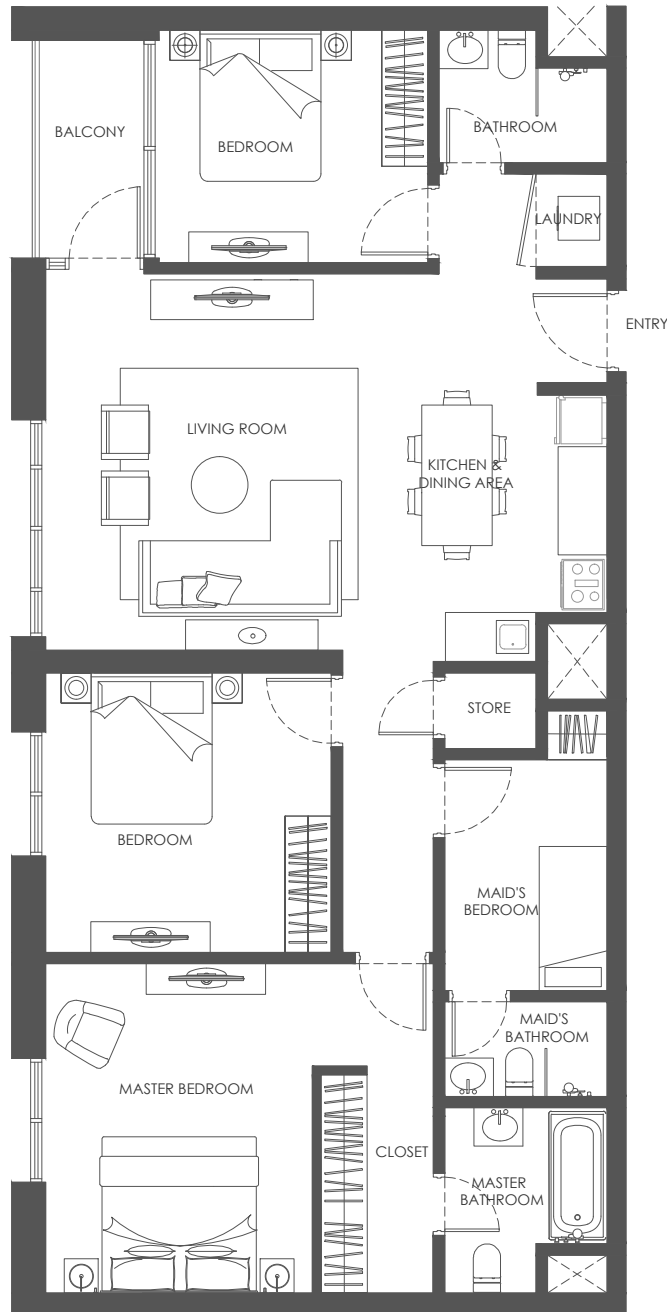 BALCONY
BEDROOM
BATHROOM
LAUNDRY
ENTRY
LIVING ROOM
KITCHEN &
DINING AREA
STORE
BEDROOM
MAID'S
BEDROOM
MAID'S
BATHROOM
MASTER BEDROOM
CLOSET
MASTER
BATHROOM